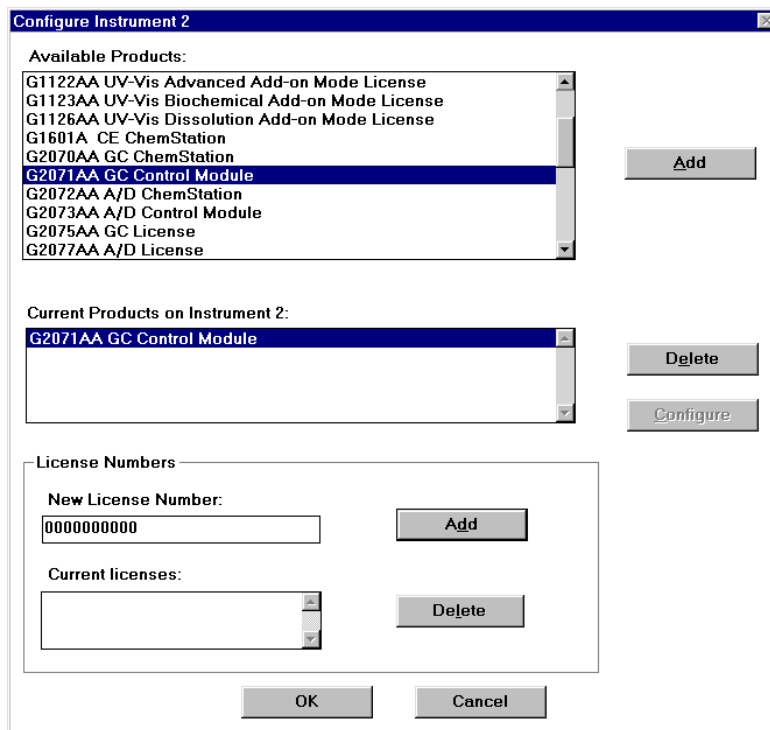 Configure Instrument 2
Available Products:
G1122AA UV-Vis Advanced Add-on Mode License
G1123AA UV-Vis Biochemical Add-on Mode License
G1126AA UV-Vis Dissolution Add-on Mode License
G1601A CE ChemStation
G2070AA GC ChemStation
G2071AA GC Control Module
G2072AA A/D ChemStation
G2073AA A/D Control Module
G2075AA GC License
G2077AA A/D License
Add
Current Products on Instrument 2:
G2071AA GC Control Module
Delete
Configure
License Numbers
New License Number:
0000000000
Add
Current licenses:
Delete
OK
Cancel